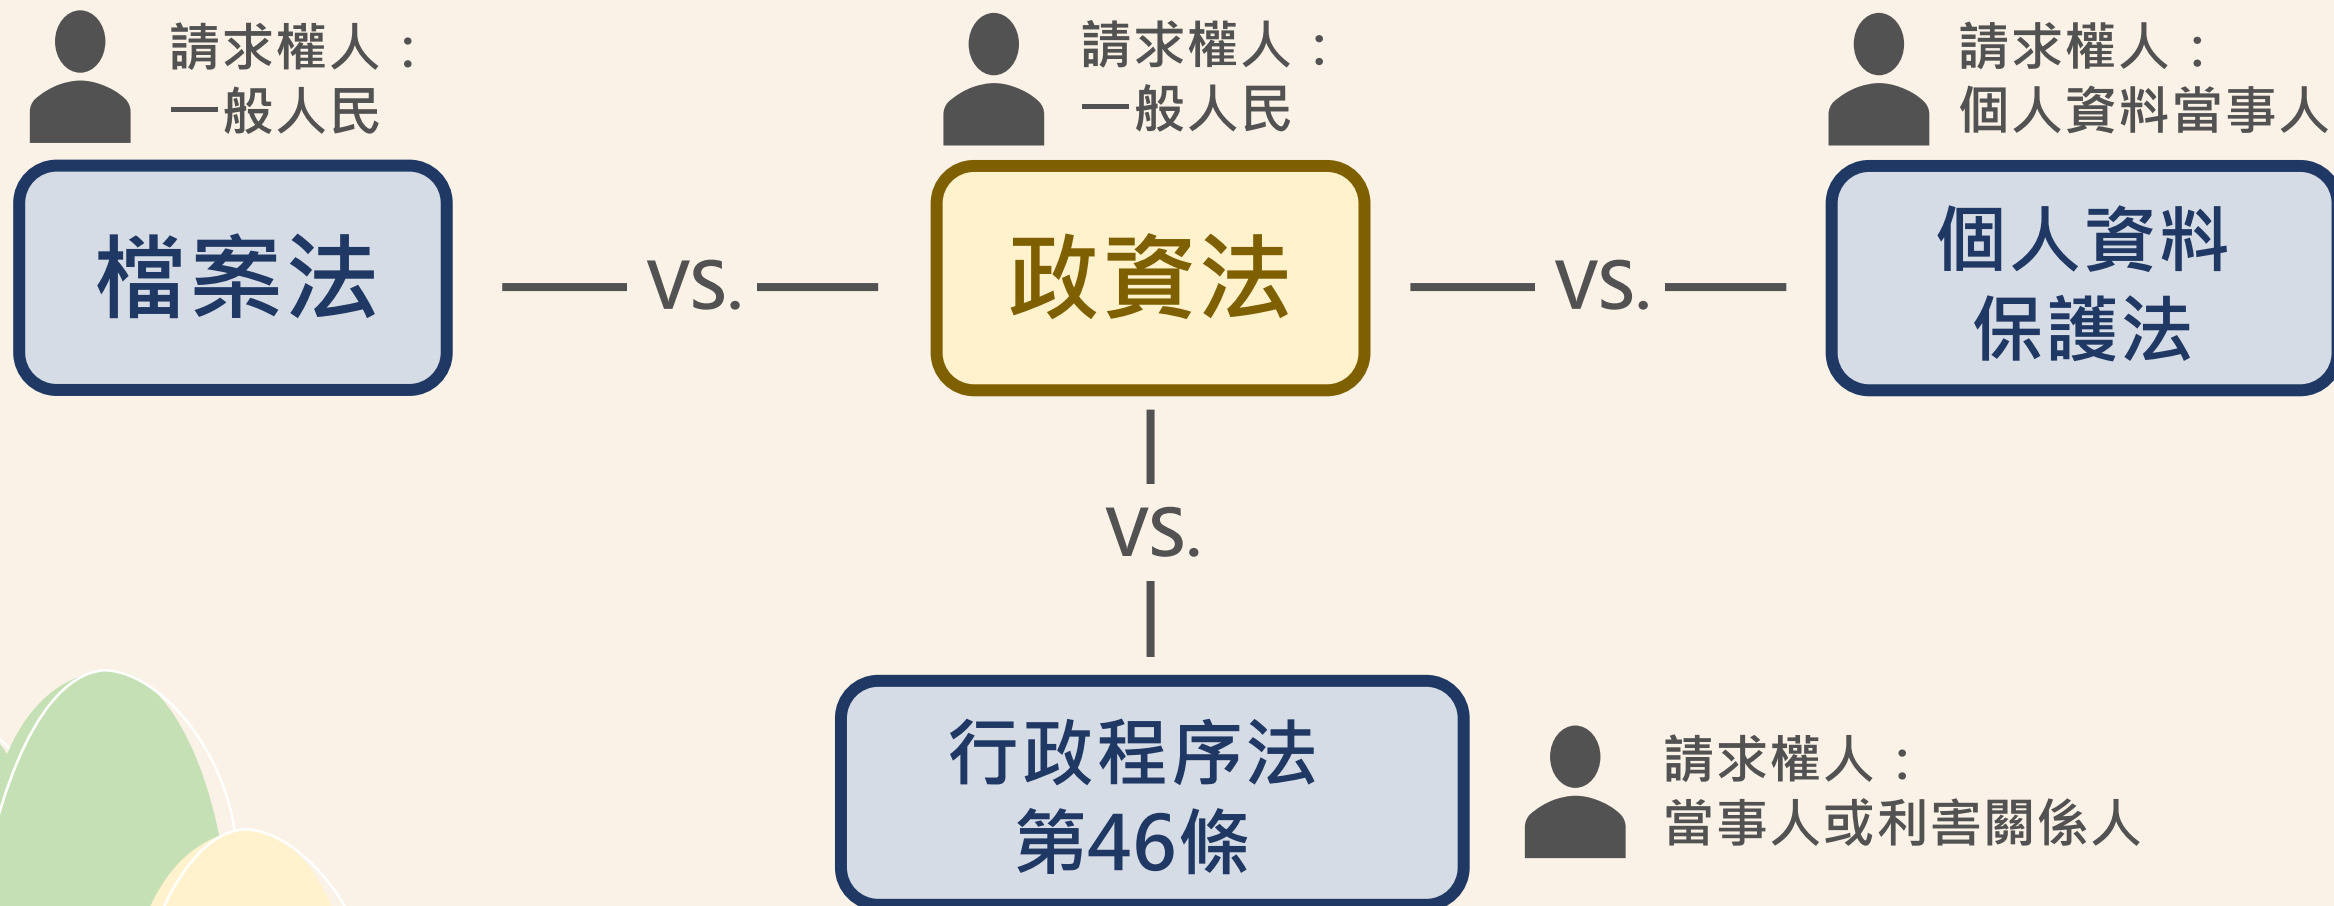 請求權人：
一般人民
請求權人：
一般人民
請求權人：
個人資料當事人
檔案法
vs.
政資法
vs.
個人資料
保護法
vs.
行政程序法
第46條
請求權人：
當事人或利害關係人